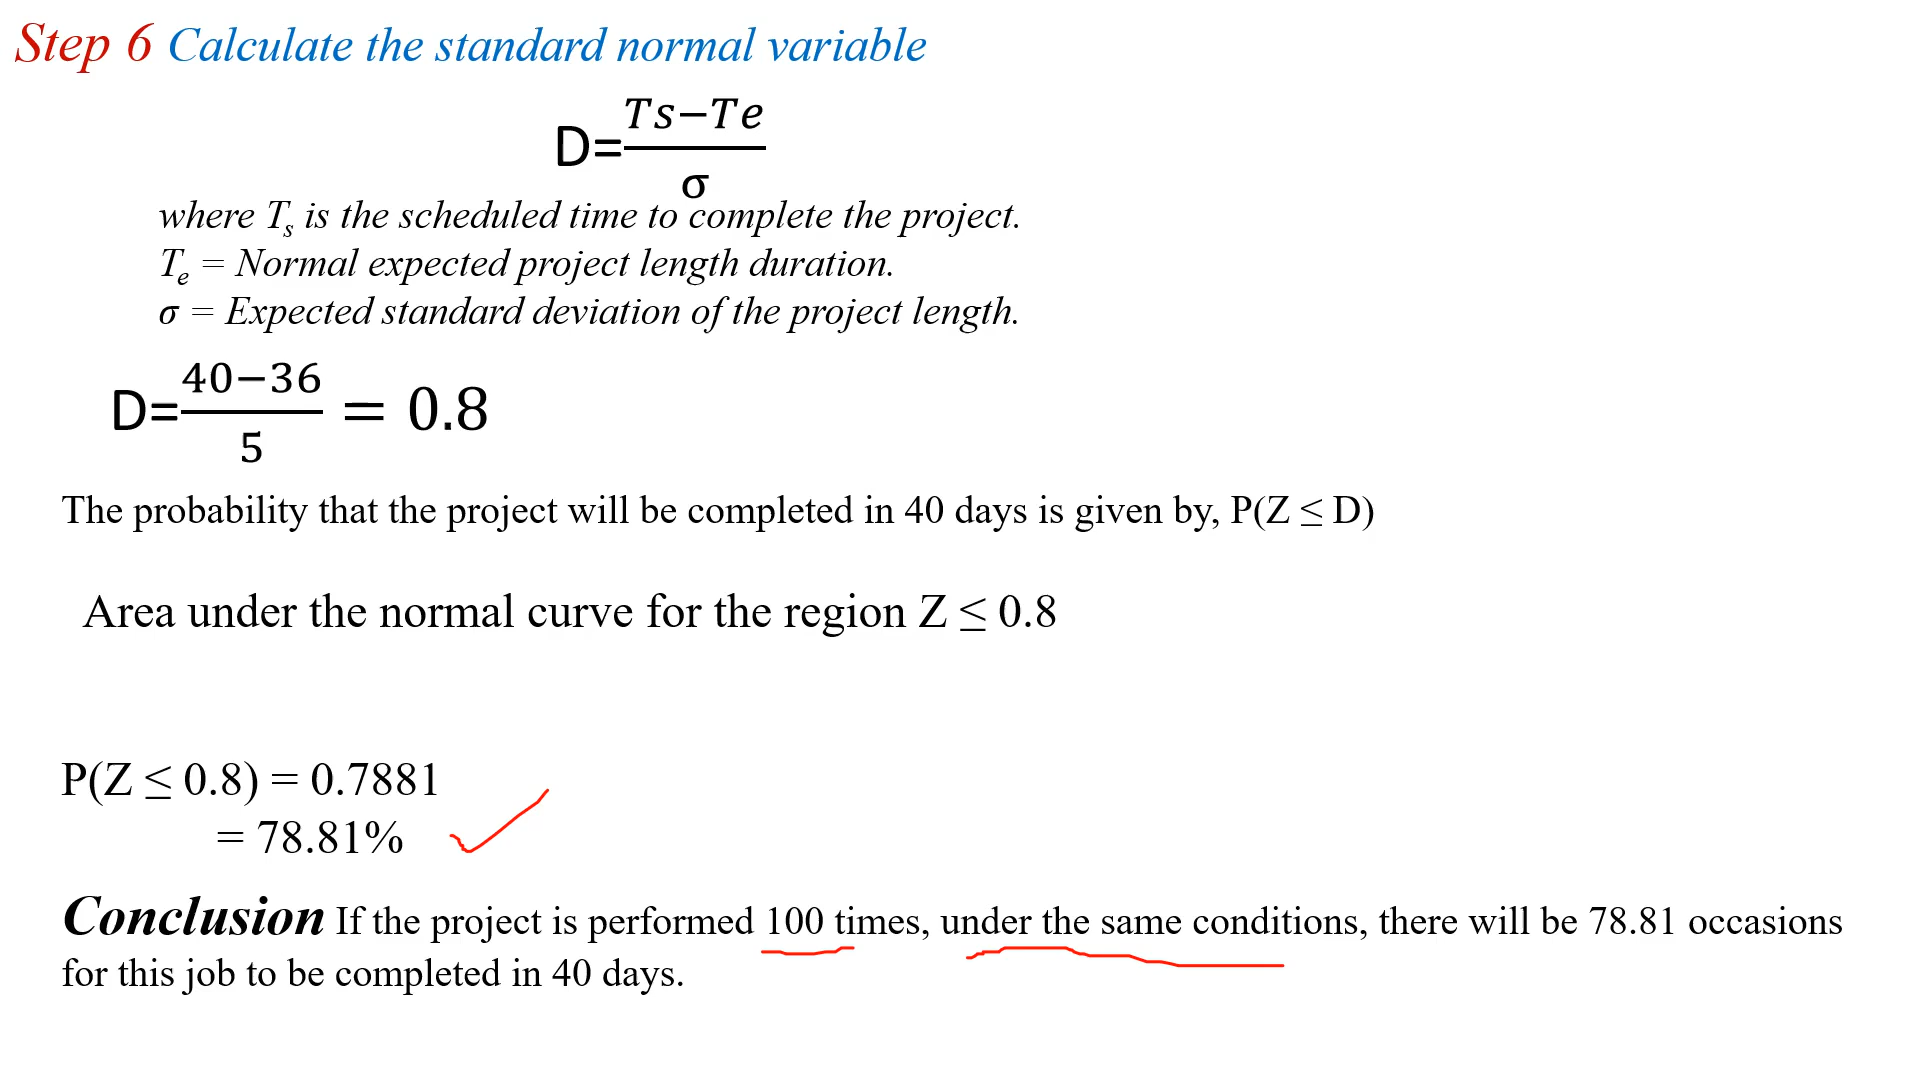 Step 6 Calculate the standard normal variable
D=\frac{Ts−Te}{σ}
where Tₛ is the scheduled time to complete the project.
Tₑ = Normal expected project length duration.
σ = Expected standard deviation of the project length.
D=\frac{40−36}{5} = 0.8
The probability that the project will be completed in 40 days is given by, P(Z ≤ D)
Area under the normal curve for the region Z ≤ 0.8
P(Z ≤ 0.8) = 0.7881
= 78.81%
Conclusion If the project is performed 100 times, under the same conditions, there will be 78.81 occasions
for this job to be completed in 40 days.